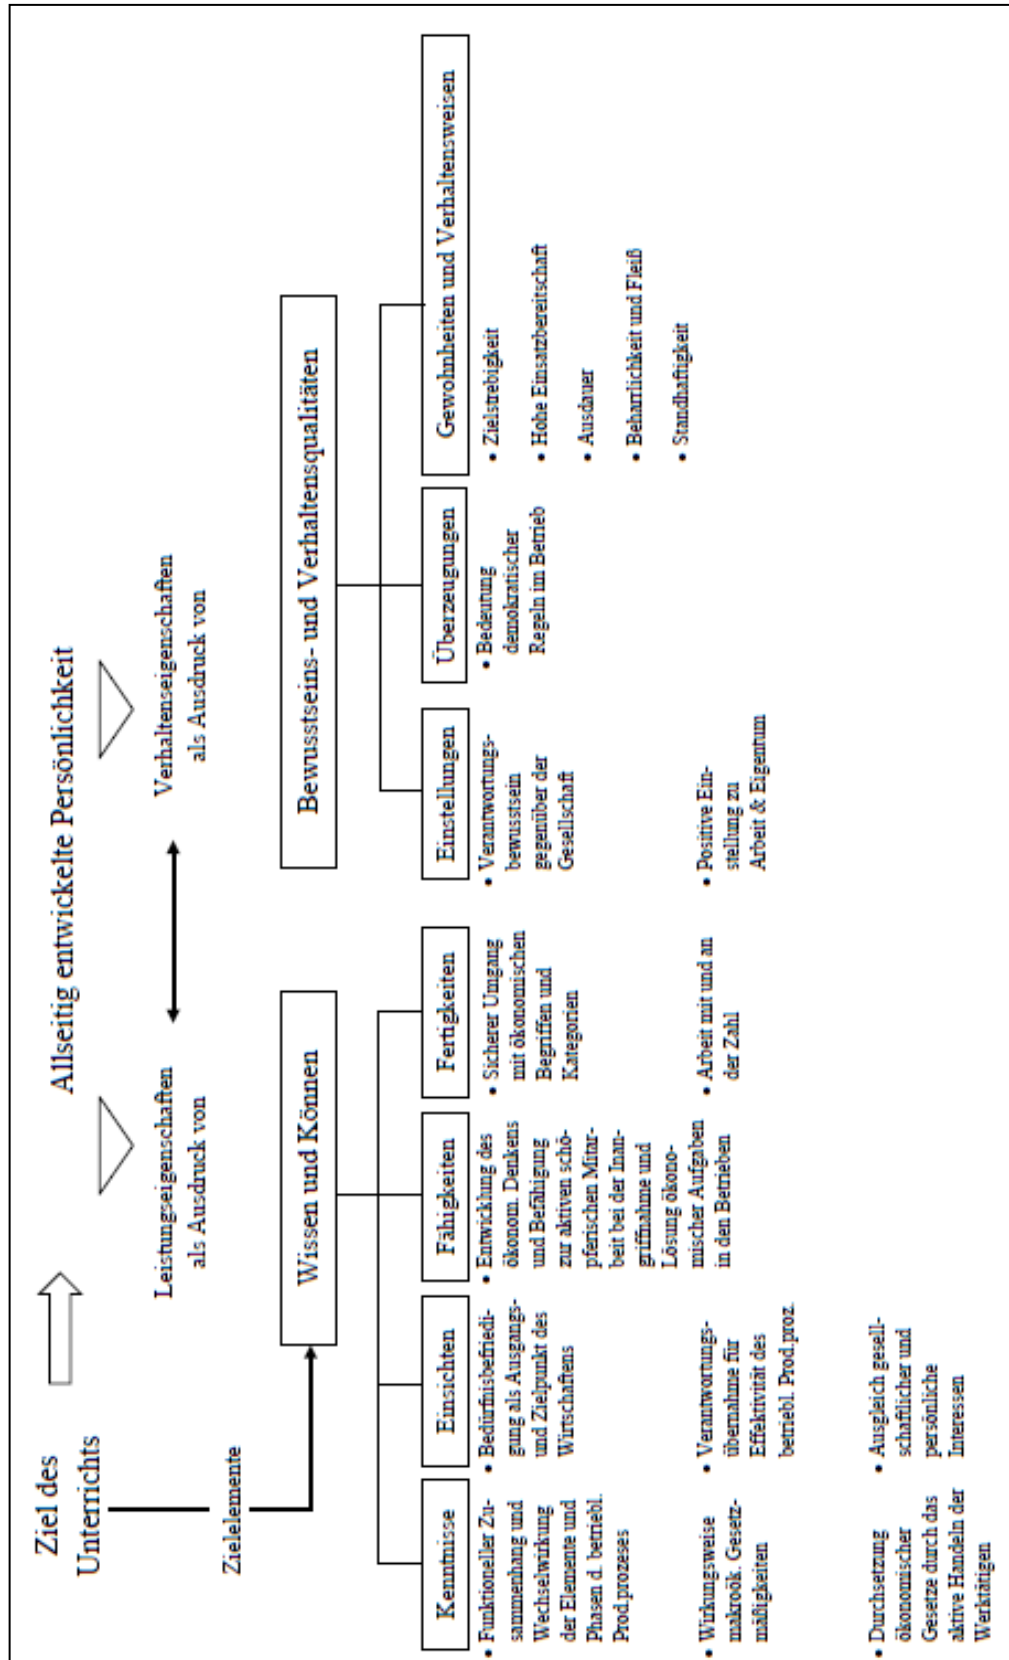 Ziel des
Unterrichts
Allseitig entwickelte Persönlichkeit
Leistungseigenschaften
als Ausdruck von
Verhaltenseigenschaften
als Ausdruck von
Zielelemente
Wissen und Können
Bewusstseins- und Verhaltensqualitäten
Kenntnisse
• Funktioneller Zu-
sammenhang und
Wechselwirkung
der Elemente und
Phasen d. betriebl.
Prod.prozeses
• Wirkungsweise
makroök. Gesetz-
mäßigkeiten
• Durchsetzung
ökonomischer
Gesetze durch das
aktive Handeln der
Werktätigen
Einsichten
• Bedürfnisbefriedi-
gung als Ausgangs-
und Zielpunkt des
Wirtschaftens
• Verantwortungs-
übernahme für
Effektivität des
betriebl. Prod.proz.
• Ausgleich gesell-
schaftlicher und
persönliche
Interessen
Fähigkeiten
• Entwicklung des
ökonom. Denkens
und Befähigung
zur aktiven schö-
pferischen Mitar-
beit bei der Inan-
griffnahme und
Lösung ökono-
mischer Aufgaben
in den Betrieben
Fertigkeiten
• Sicherer Umgang
mit ökonomischen
Begriffen und
Kategorien
• Arbeit mit und an
der Zahl
Einstellungen
• Verantwortungs-
bewusstsein
gegenüber der
Gesellschaft
• Positive Ein-
stellung zu
Arbeit & Eigentum
Überzeugungen
• Bedeutung
demokratischer
Regeln im Betrieb
Gewohnheiten und Verhaltensweisen
• Zielstrebigkeit
• Hohe Einsatzbereitschaft
• Ausdauer
• Beharrlichkeit und Fleiß
• Standhaftigkeit